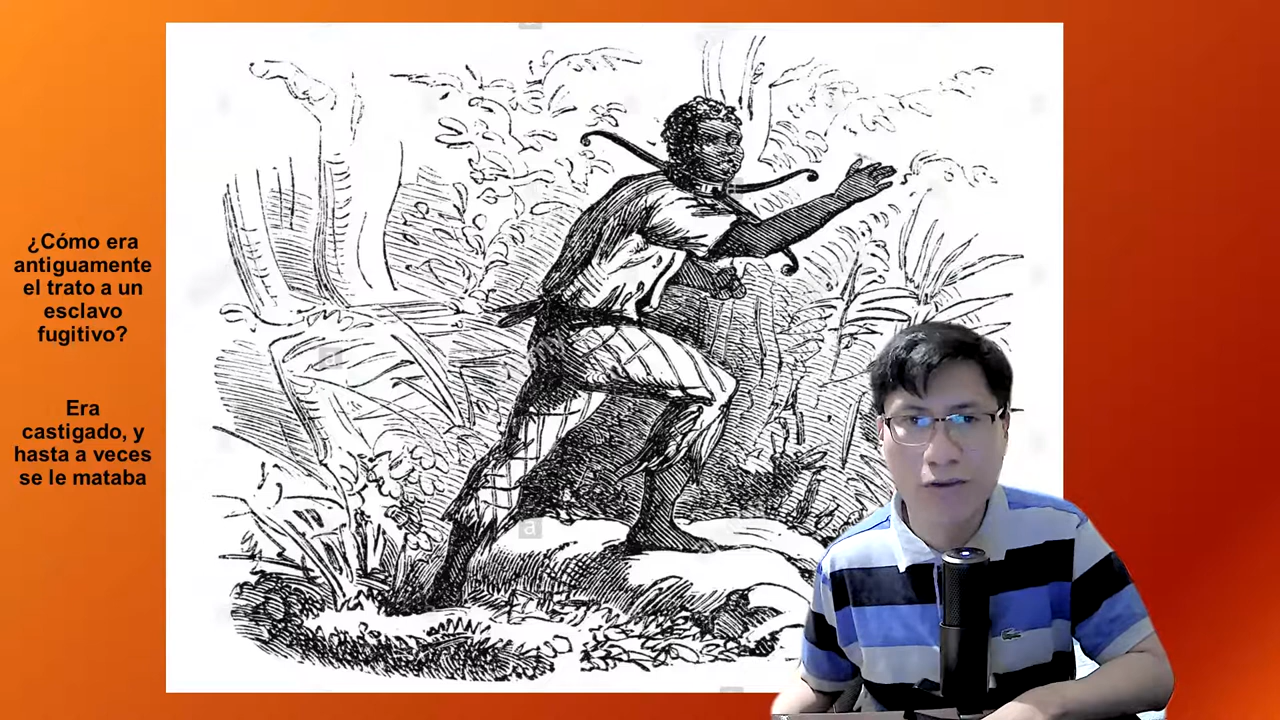 ¿Cómo era
antiguamente
el trato a un
esclavo
fugitivo?
Era
castigado, y
hasta a veces
se le mataba
a
a